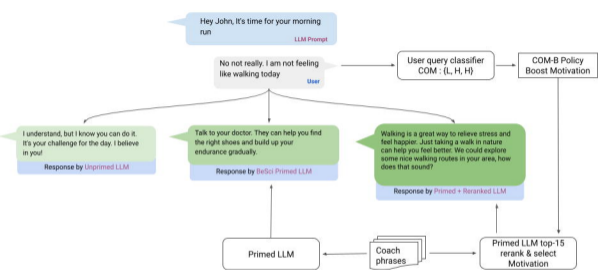 Hey John, It's time for your morning
run
LLM Prompt
No not really. I am not feeling
like walking today
User
User query classifier
COM : {L, H, H}
COM-B Policy
Boost Motivation
I understand, but I know you can do it.
It's your challenge for the day. I believe
in you!
Response by Unprimed LLM
Talk to your doctor. They can help you find
the right shoes and build up your
endurance gradually.
Response by BeSci Primed LLM
Walking is a great way to relieve stress and
feel happier. Just taking a walk in nature
can help you feel better. We could explore
some nice walking routes in your area, how
does that sound?
Response by Primed + Reranked LLM
Primed LLM
Coach
phrases
Primed LLM top-15
rerank & select
Motivation